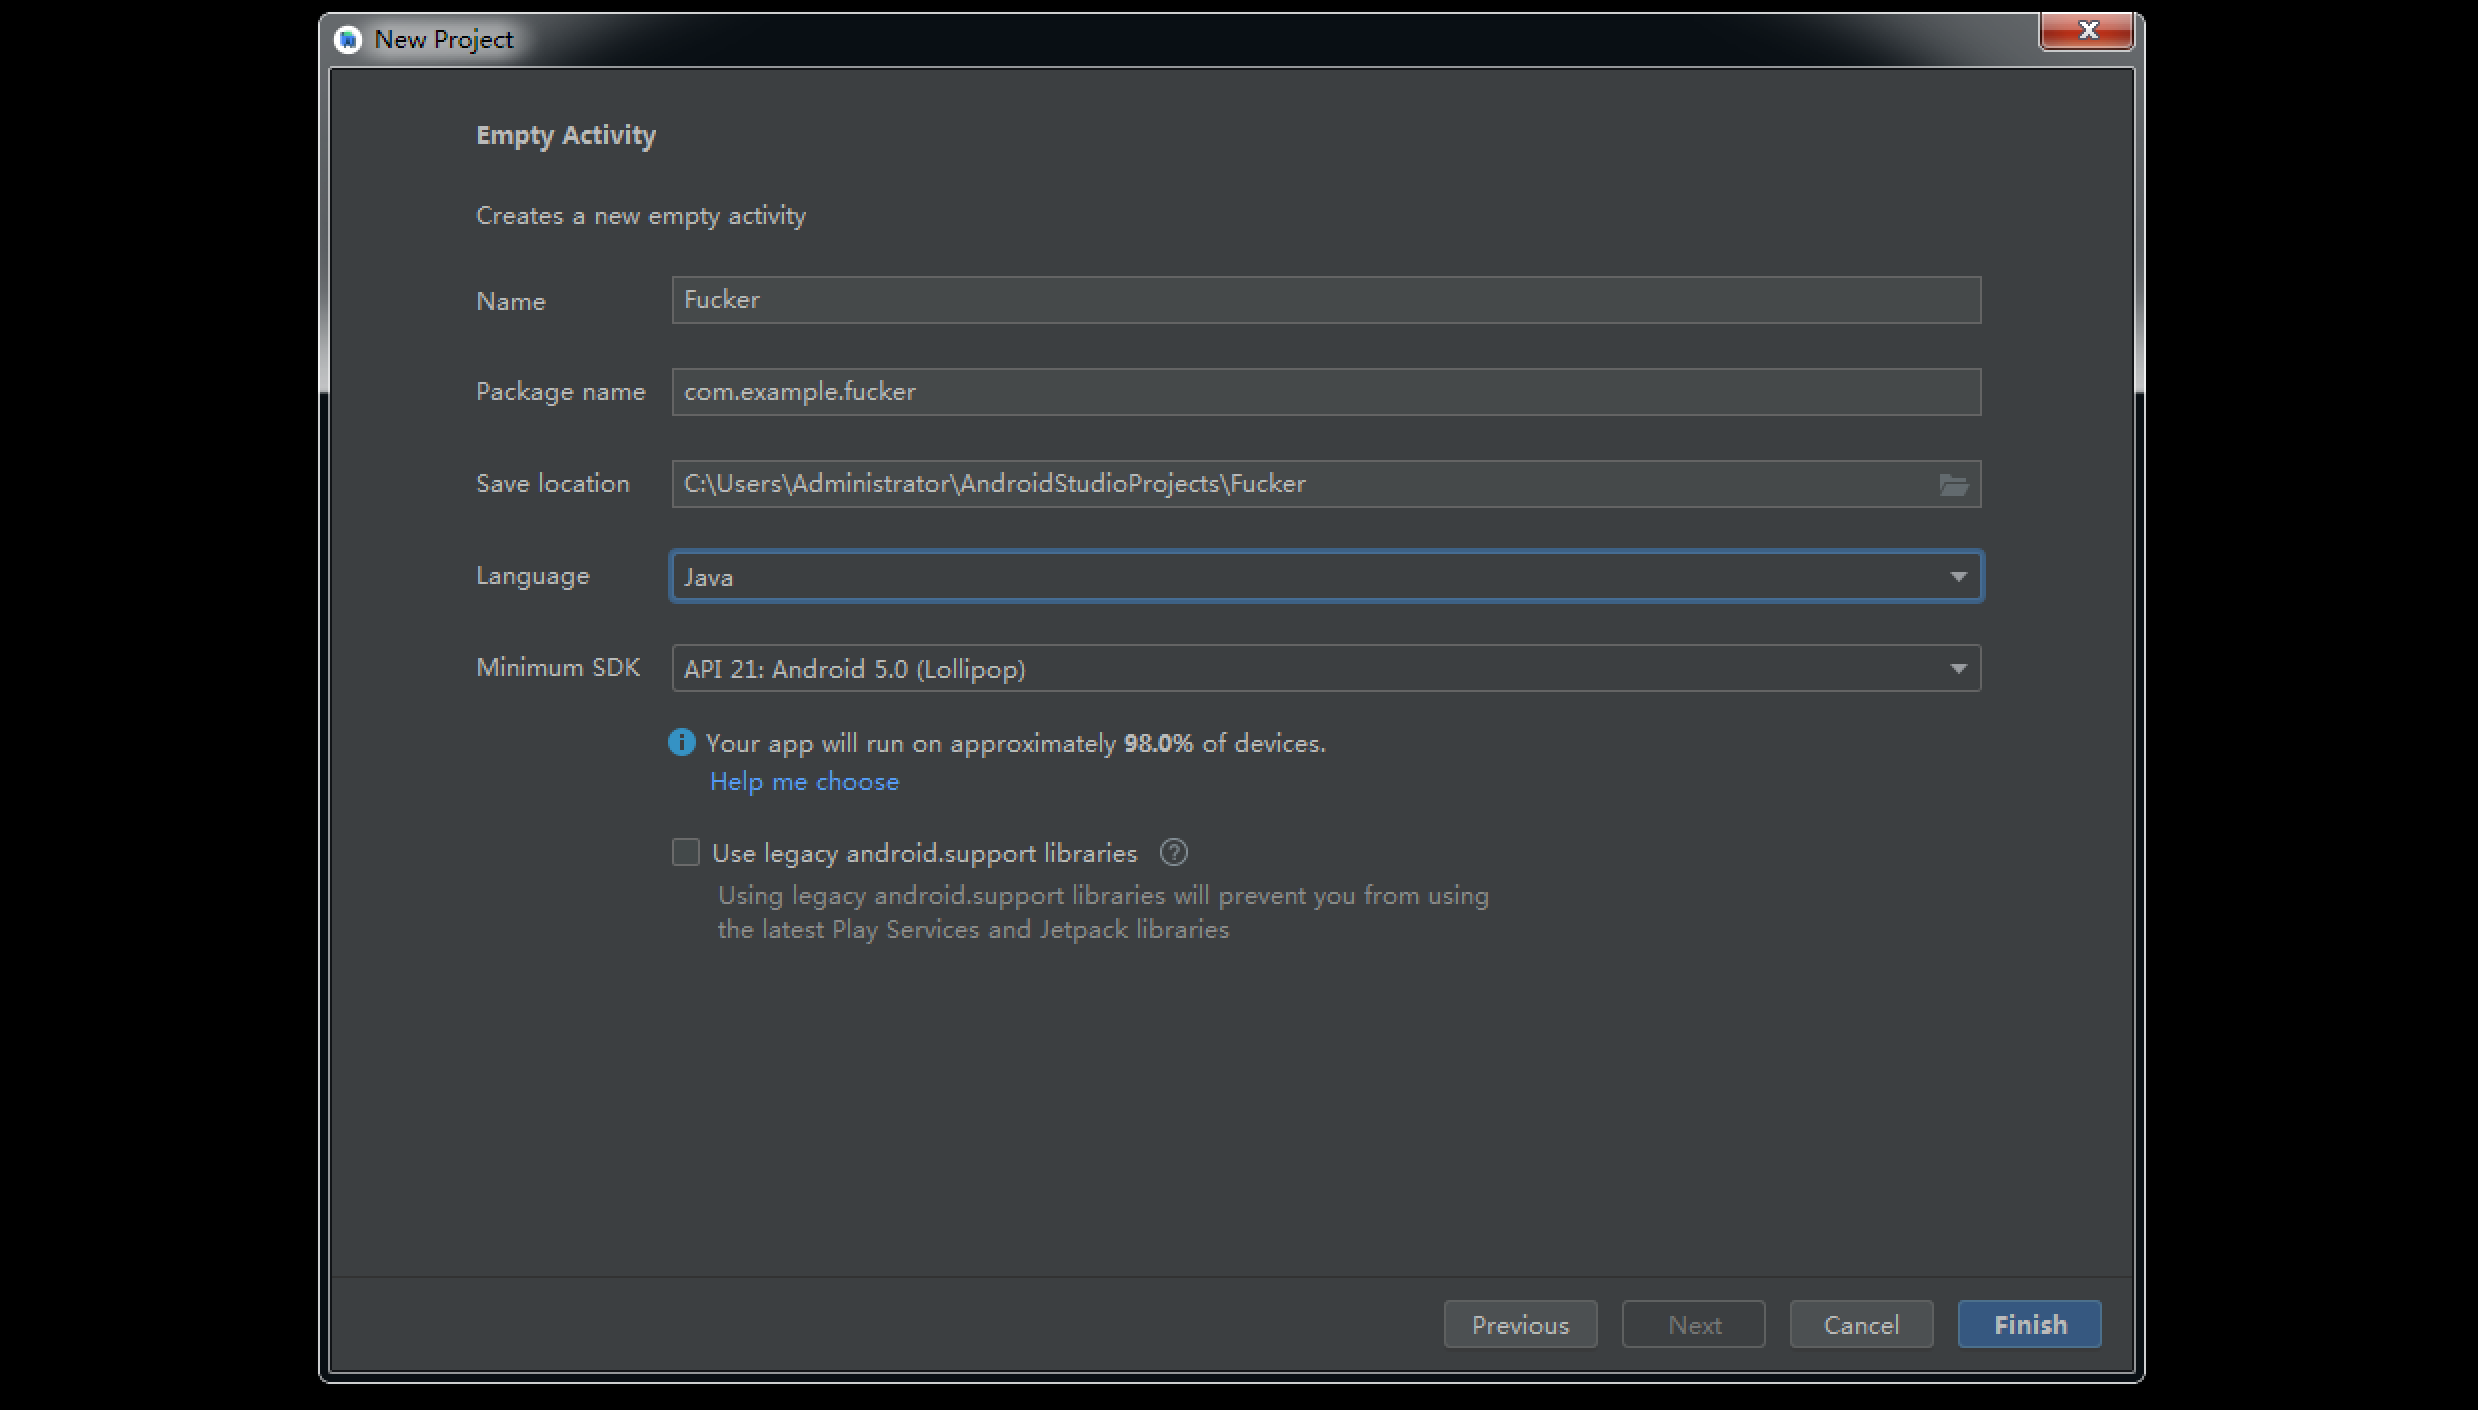 New Project
Empty Activity
Creates a new empty activity
Name
Fucker
Package name
com.example.fucker
Save location
C:\Users\Administrator\AndroidStudioProjects\Fucker
Language
Java
Minimum SDK
API 21: Android 5.0 (Lollipop)
Your app will run on approximately 98.0% of devices.
Help me choose
Use legacy android.support libraries
Using legacy android.support libraries will prevent you from using
the latest Play Services and Jetpack libraries
Previous
Next
Cancel
Finish